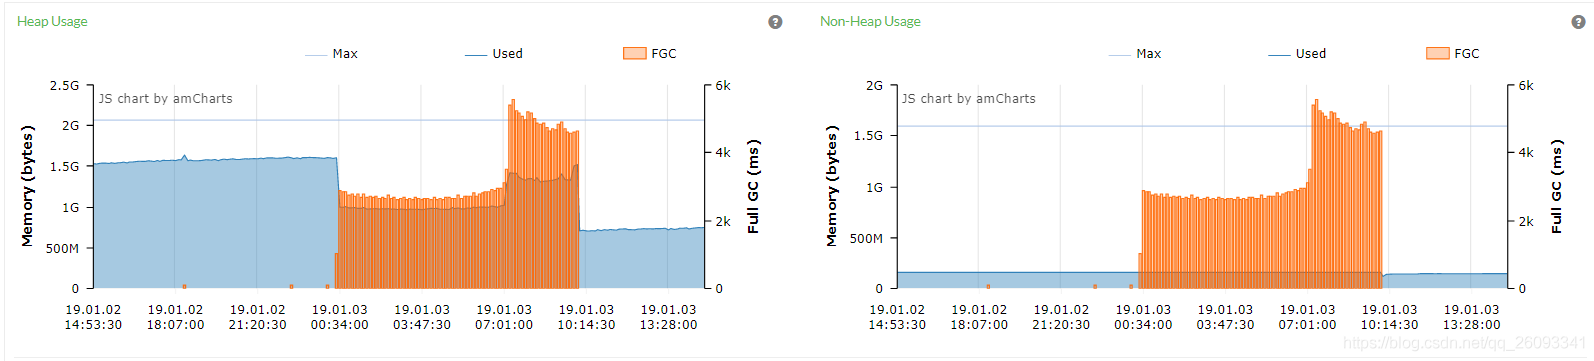 Heap Usage
?
Max
Used
FGC
2.5G
2G
1.5G
1G
500M
0
Memory (bytes)
JS chart by amCharts
6k
4k
2k
0
Full GC (ms)
19.01.02 19.01.02 19.01.02 19.01.03 19.01.03 19.01.03 19.01.03 19.01.03
14:53:30 18:07:00 21:20:30 00:34:00 03:47:30 07:01:00 10:14:30 13:28:00
Non-Heap Usage
?
Max
Used
FGC
2G
1.5G
1G
500M
0
Memory (bytes)
JS chart by amCharts
6k
4k
2k
0
Full GC (ms)
19.01.02 19.01.02 19.01.02 19.01.03 19.01.03 19.01.03 19.01.03 19.01.03
14:53:30 18:07:00 21:20:30 00:34:00 03:47:30 07:01:00 10:14:30 13:28:00
https://blog.csdn.net/qq_26093341